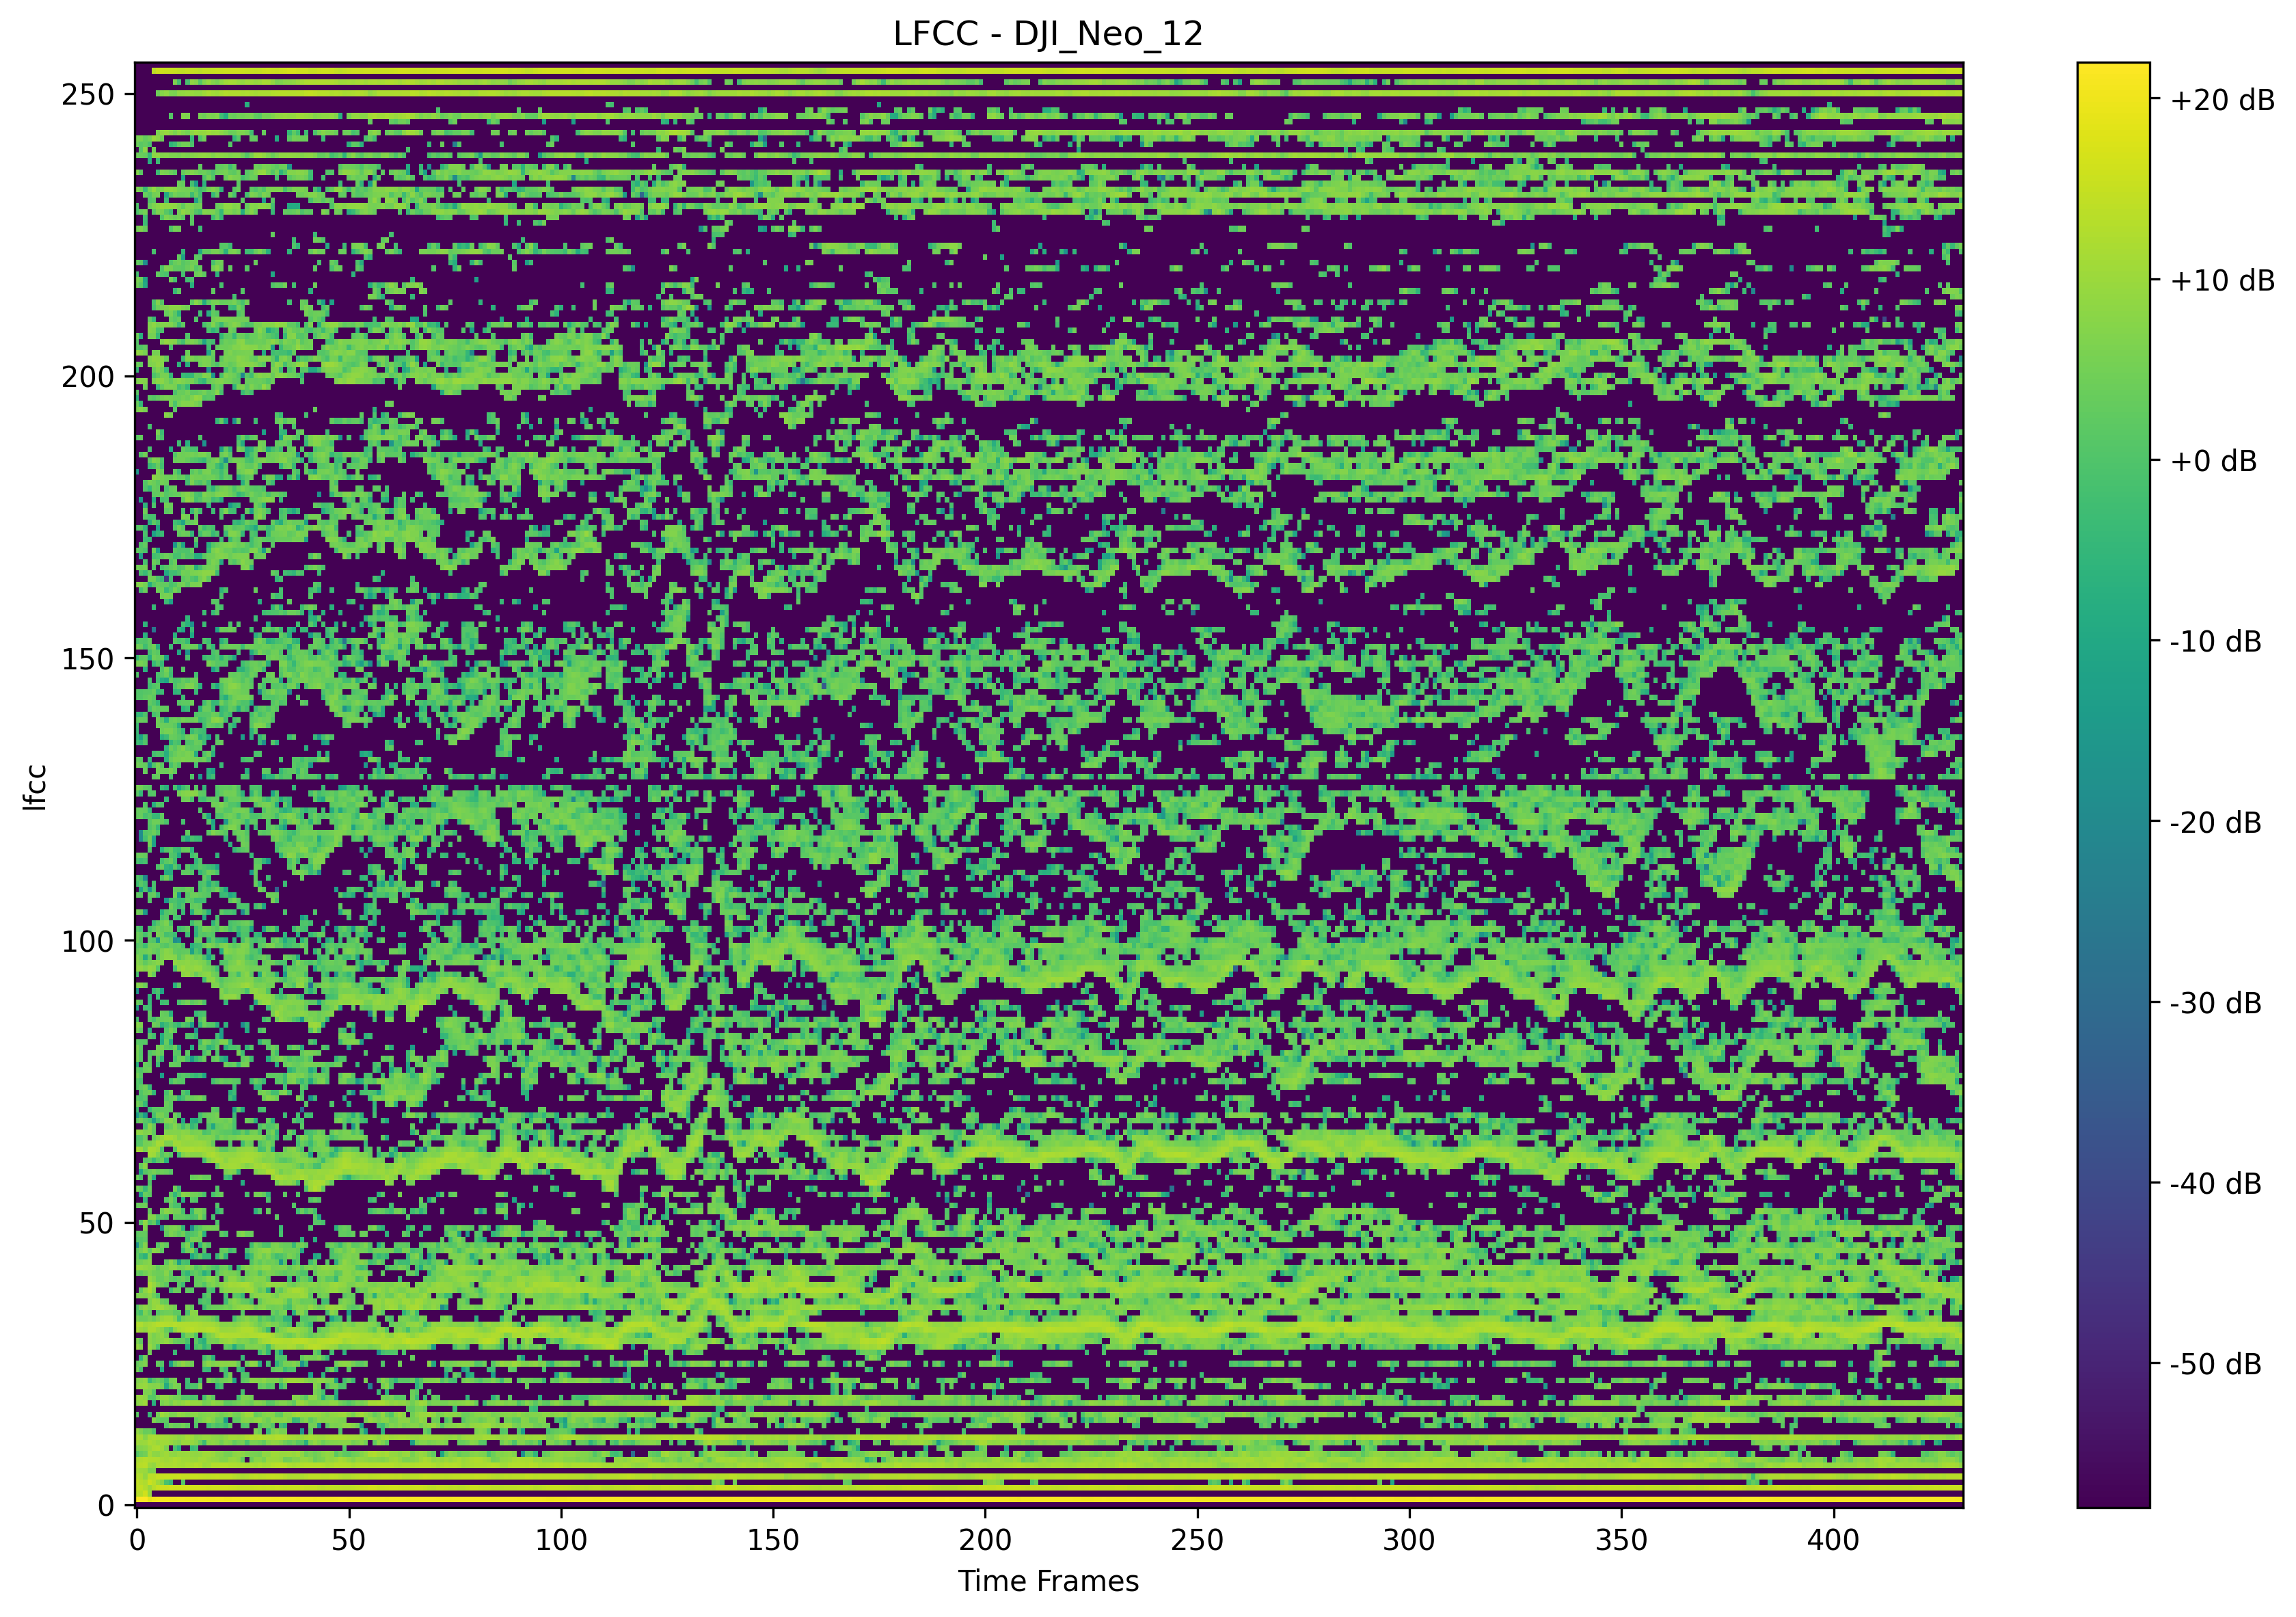 LFCC - DJI_Neo_12
lfcc
250
200
150
100
50
0
0 50 100 150 200 250 300 350 400
Time Frames
+20 dB
+10 dB
+0 dB
-10 dB
-20 dB
-30 dB
-40 dB
-50 dB